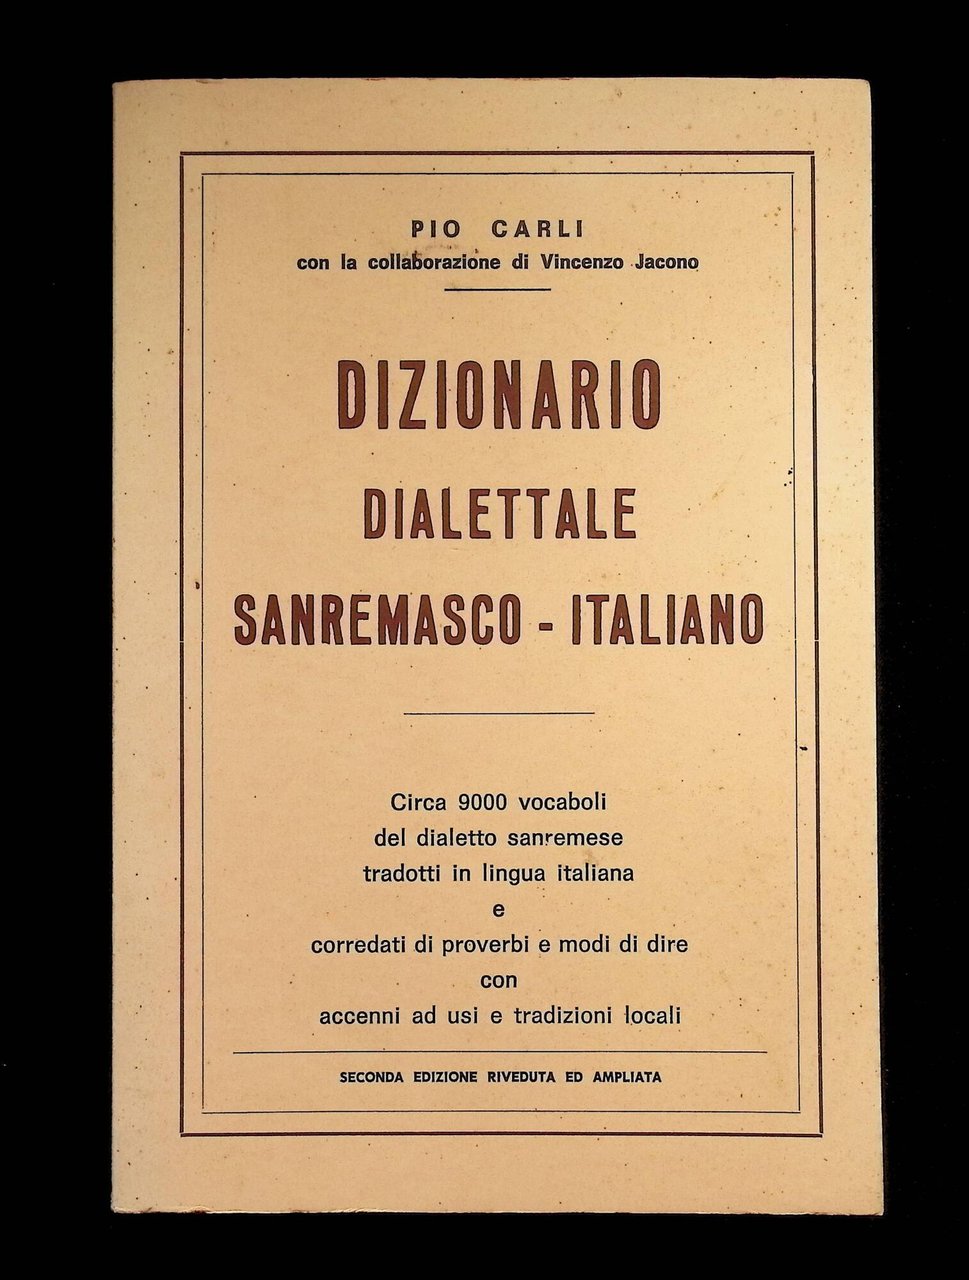 PIO CARLI
con la collaborazione di Vincenzo Jacono
DIZIONARIO
DIALETTALE
SANREMASCO - ITALIANO
Circa 9000 vocaboli
del dialetto sanremese
tradotti in lingua italiana
e
corredati di proverbi e modi di dire
con
accenni ad usi e tradizioni locali
SECONDA EDIZIONE RIVEDUTA ED AMPLIATA